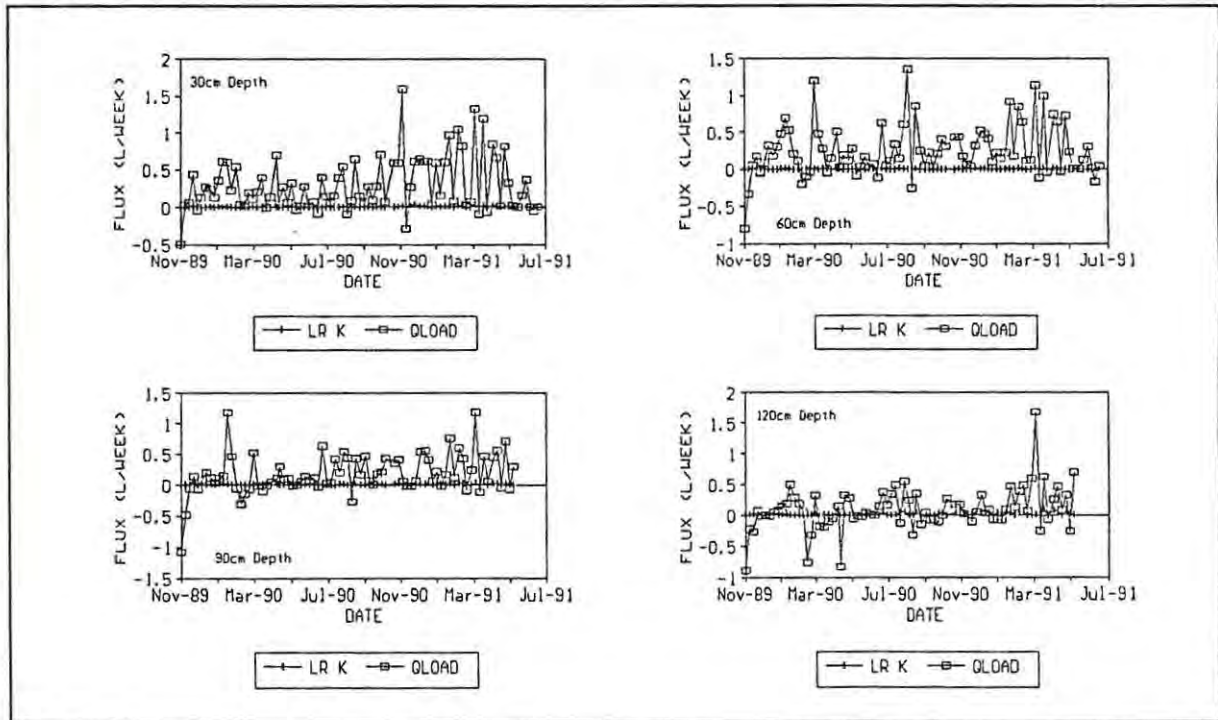 2
1.5
1
0.5
0
-0.5
FLUX (L/WEEK)
30cm Depth
Nov-89 Mar-90 Jul-90 Nov-90 Mar-91 Jul-91
DATE
LR K QLOAD
1.5
1
0.5
0
-0.5
-1
FLUX (L/WEEK)
60cm Depth
Nov-89 Mar-90 Jul-90 Nov-90 Mar-91 Jul-91
DATE
LR K QLOAD
1.5
1
0.5
0
-0.5
-1
-1.5
FLUX (L/WEEK)
90cm Depth
Nov-89 Mar-90 Jul-90 Nov-90 Mar-91 Jul-91
DATE
LR K QLOAD
2
1.5
1
0.5
0
-0.5
-1
FLUX (L/WEEK)
120cm Depth
Nov-89 Mar-90 Jul-90 Nov-90 Mar-91 Jul-91
DATE
LR K QLOAD